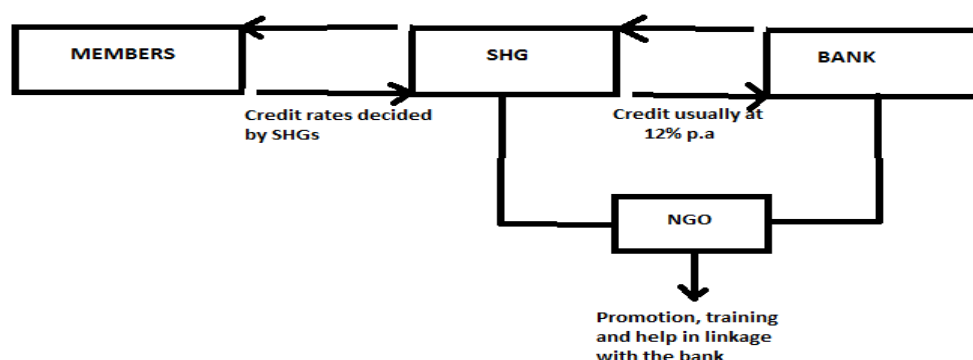 MEMBERS
SHG
BANK
Credit rates decided
by SHGs
Credit usually at
12% p.a
NGO
Promotion, training
and help in linkage
with the bank